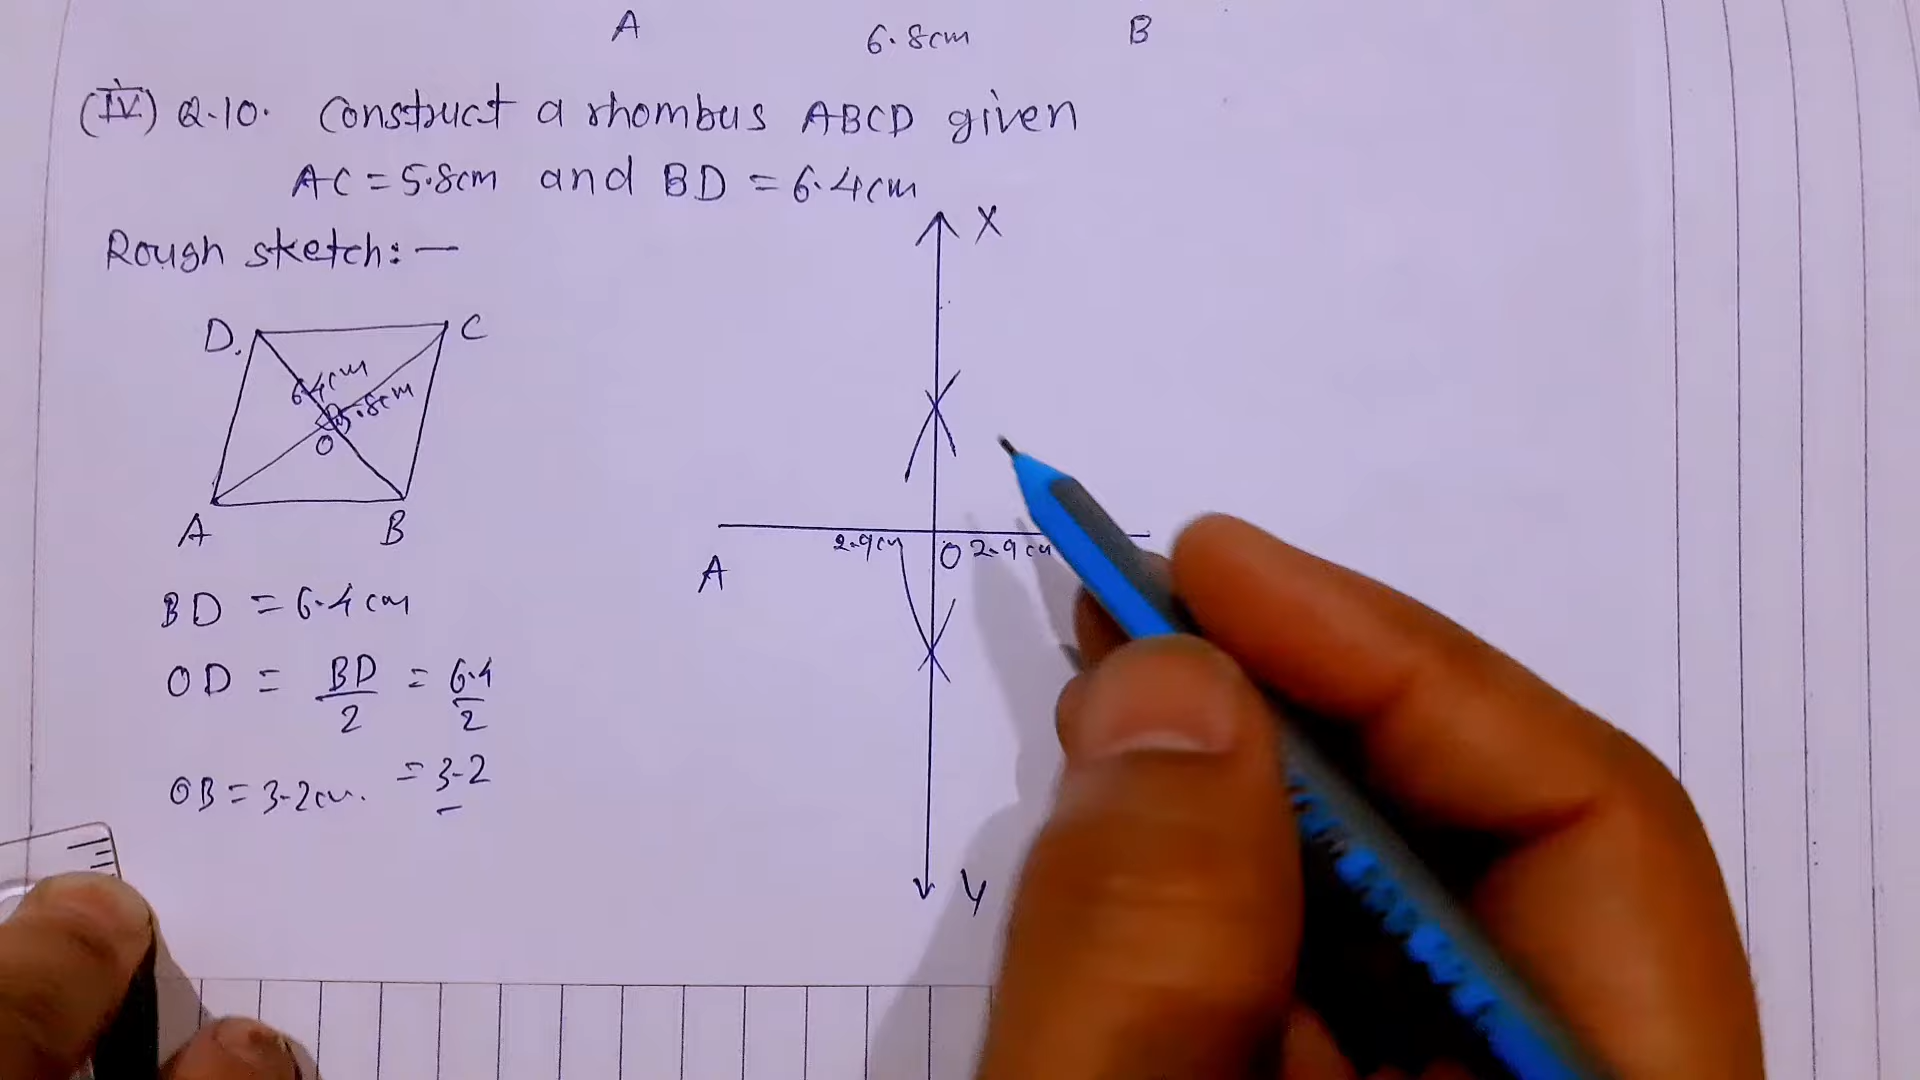 A 6.8cm B
(IV) Q.10. Construct a rhombus ABCD given
AC = 5.8cm and BD = 6.4cm
Rough sketch:—
X
D. C
6.4cm
5.8cm
O
A B
2.9cm O 2.9cm
A
BD = 6.4cm
OD = BD/2 = 6.4/2
OB = 3.2cm. = 3.2
Y